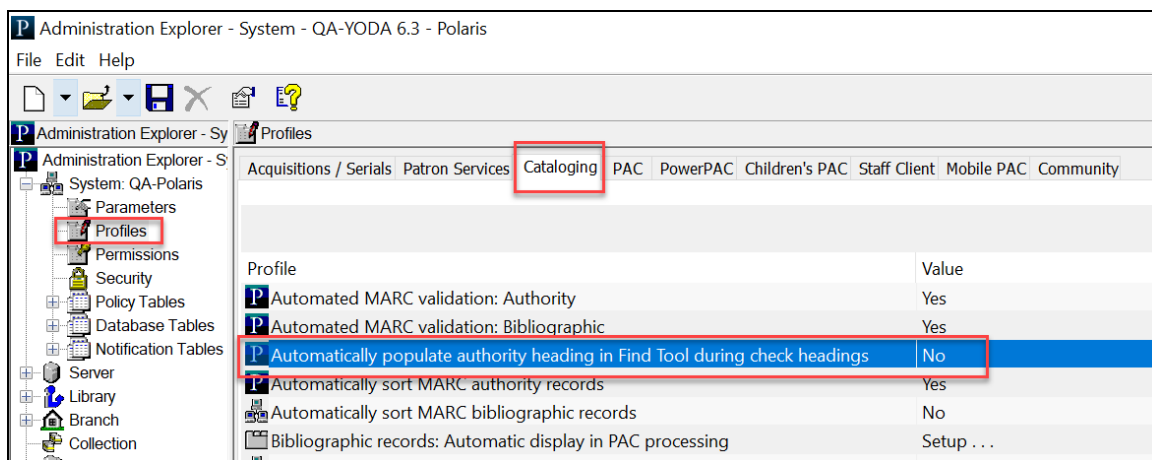 Administration Explorer - System - QA-YODA 6.3 - Polaris
File Edit Help
Administration Explorer - Sy
Profiles
Administration Explorer - S
System: QA-Polaris
Parameters
Profiles
Permissions
Security
Policy Tables
Database Tables
Notification Tables
Server
Library
Branch
Collection
Acquisitions / Serials Patron Services Cataloging PAC PowerPAC Children's PAC Staff Client Mobile PAC Community
Profile Value
Automated MARC validation: Authority Yes
Automated MARC validation: Bibliographic Yes
Automatically populate authority heading in Find Tool during check headings No
Automatically sort MARC authority records Yes
Automatically sort MARC bibliographic records No
Bibliographic records: Automatic display in PAC processing Setup . . .